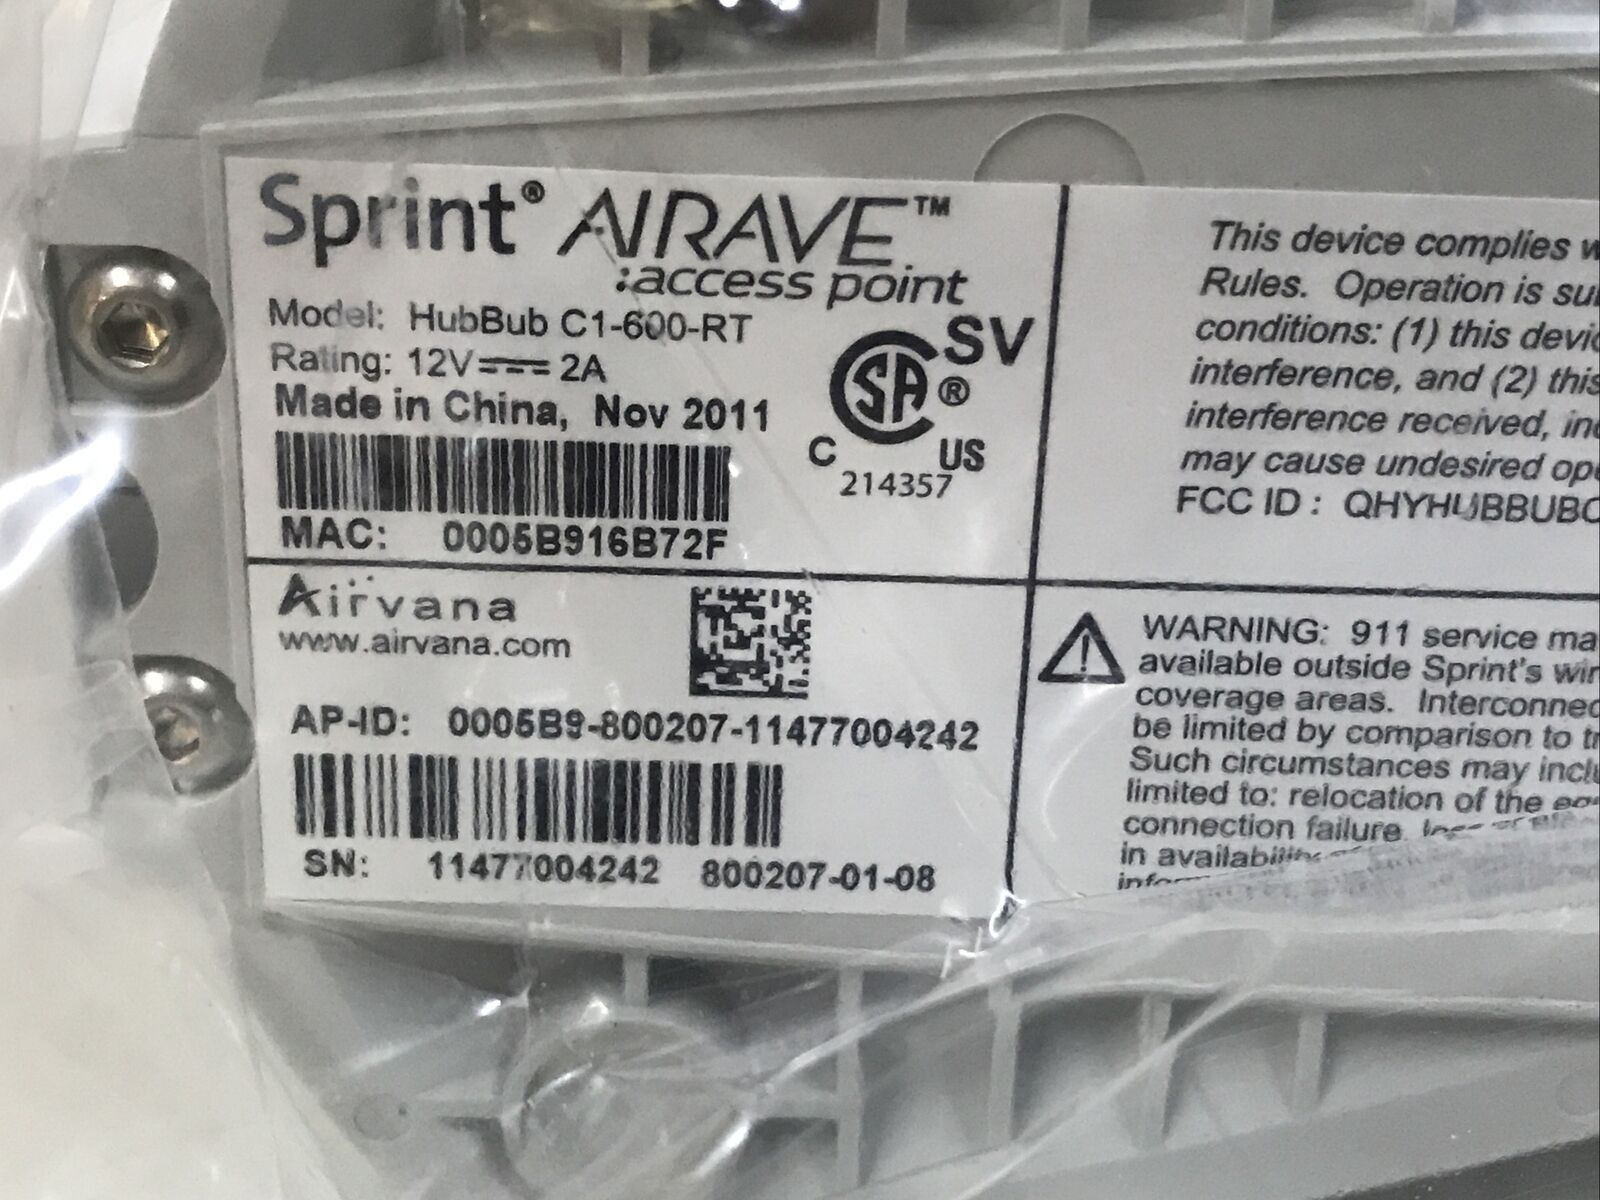 Sprint® AIRAVE™
:access point
Model: HubBub C1-600-RT
Rating: 12V 2A
Made in China, Nov 2011
SV
®
C US
214357
MAC: 0005B916B72F
Airvana
www.airvana.com
AP-ID: 0005B9-800207-11477004242
SN: 11477004242 800207-01-08
This device complies
Rules. Operation is
conditions: (1) this
interference, and (2) this
interference received,
may cause undesired
FCC ID : QHYHUBBUBC
WARNING: 911 service
available outside Sprint's
coverage areas.
be limited by comparison to
Such circumstances may
limited to: relocation of the
connection failure
in